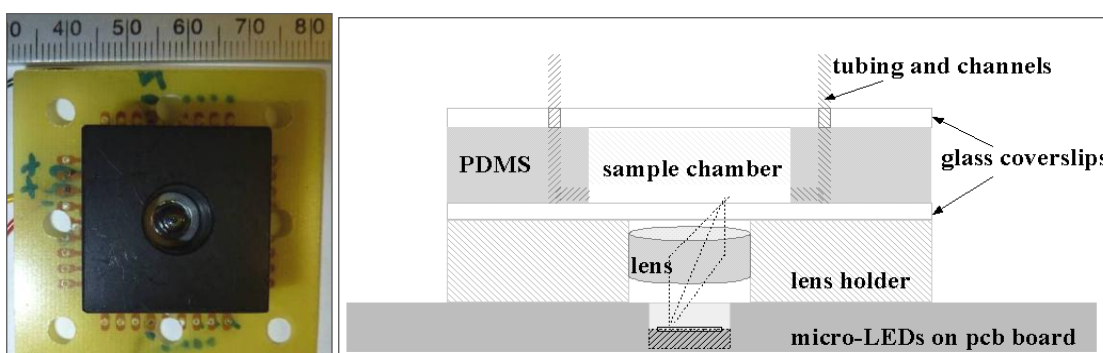 0 40 50 60 70 80
tubing and channels
PDMS
sample chamber
glass coverslips
lens
lens holder
micro-LEDs on pcb board